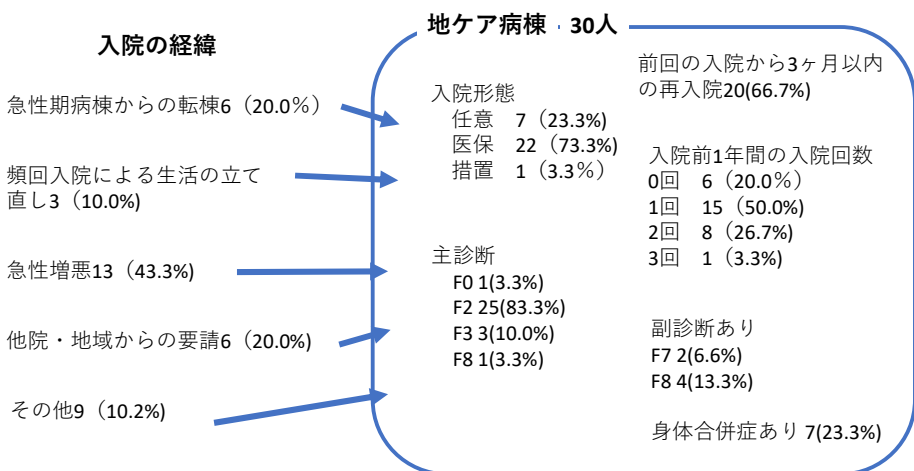 入院の経緯
急性期病棟からの転棟6（20.0％）
頻回入院による生活の立て
直し3（10.0%）
急性増悪13（43.3%）
他院・地域からの要請6（20.0%）
その他9（10.2%）
地ケア病棟・30人
入院形態
任意 7（23.3%）
医保 22（73.3%）
措置 1（3.3％）
主診断
F0 1(3.3%)
F2 25(83.3%)
F3 3(10.0%)
F8 1(3.3%)
前回の入院から3ヶ月以内
の再入院20(66.7%)
入院前1年間の入院回数
0回 6（20.0％）
1回 15（50.0%）
2回 8（26.7%)
3回 1（3.3%）
副診断あり
F7 2(6.6%)
F8 4(13.3%)
身体合併症あり 7(23.3%)